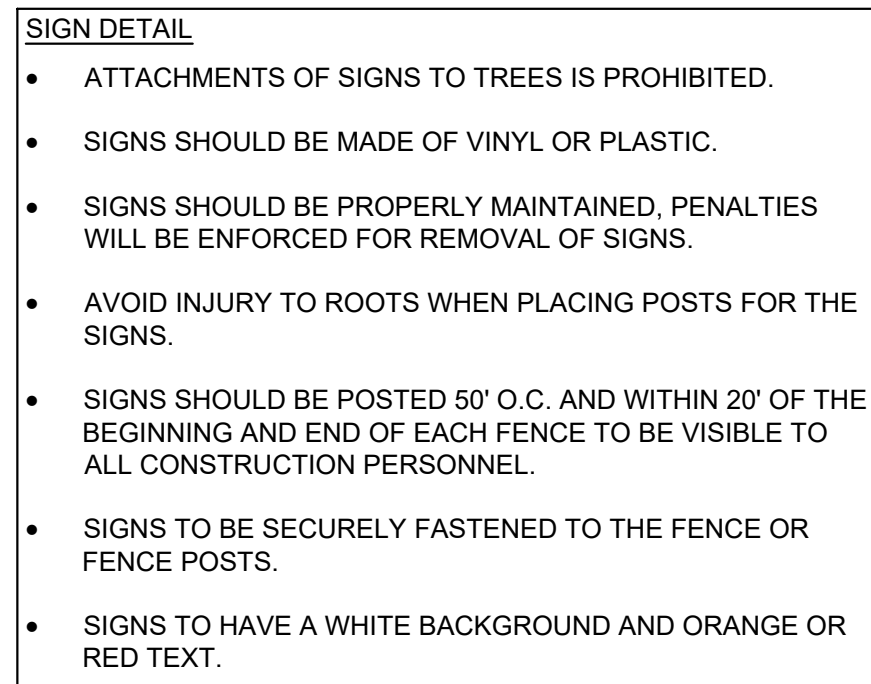 SIGN DETAIL
• ATTACHMENTS OF SIGNS TO TREES IS PROHIBITED.
• SIGNS SHOULD BE MADE OF VINYL OR PLASTIC.
• SIGNS SHOULD BE PROPERLY MAINTAINED, PENALTIES
WILL BE ENFORCED FOR REMOVAL OF SIGNS.
• AVOID INJURY TO ROOTS WHEN PLACING POSTS FOR THE
SIGNS.
• SIGNS SHOULD BE POSTED 50' O.C. AND WITHIN 20' OF THE
BEGINNING AND END OF EACH FENCE TO BE VISIBLE TO
ALL CONSTRUCTION PERSONNEL.
• SIGNS TO BE SECURELY FASTENED TO THE FENCE OR
FENCE POSTS.
• SIGNS TO HAVE A WHITE BACKGROUND AND ORANGE OR
RED TEXT.